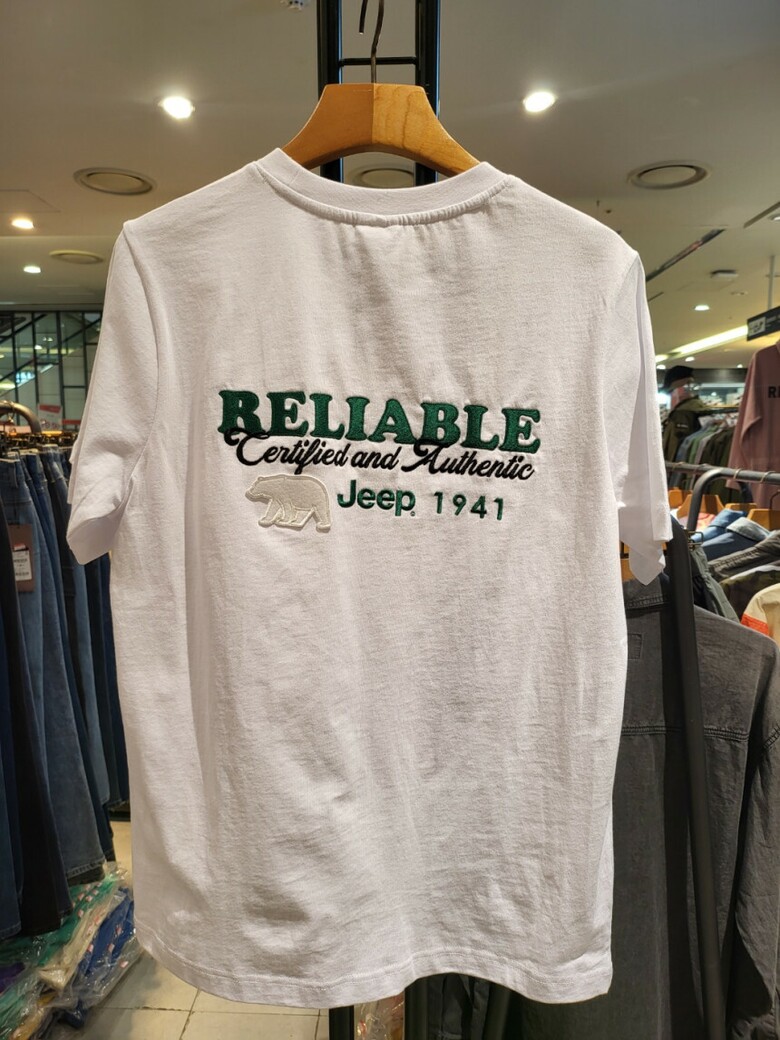 RELIABLE
Certified and Authentic
Jeep 1941